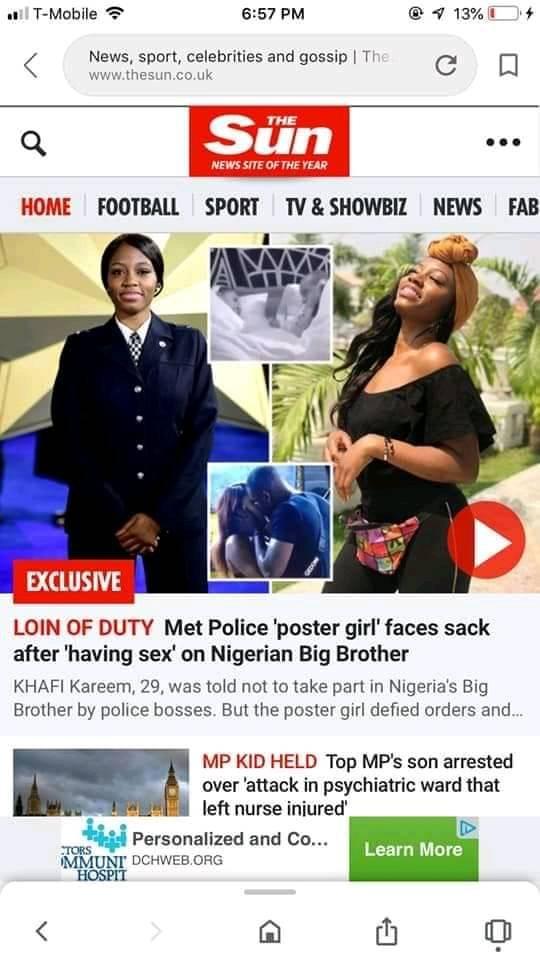 T-Mobile 6:57 PM 13%
News, sport, celebrities and gossip | The
www.thesun.co.uk
THE
Sun
NEWS SITE OF THE YEAR
HOME FOOTBALL SPORT TV & SHOWBIZ NEWS FAB
EXCLUSIVE
LOIN OF DUTY Met Police 'poster girl' faces sack
after 'having sex' on Nigerian Big Brother
KHAFI Kareem, 29, was told not to take part in Nigeria's Big
Brother by police bosses. But the poster girl defied orders and...
MP KID HELD Top MP's son arrested
over 'attack in psychiatric ward that
left nurse injured'
CTORS
OMMUNI
HOSPIT
Personalized and Co...
DCHWEB.ORG
Learn More